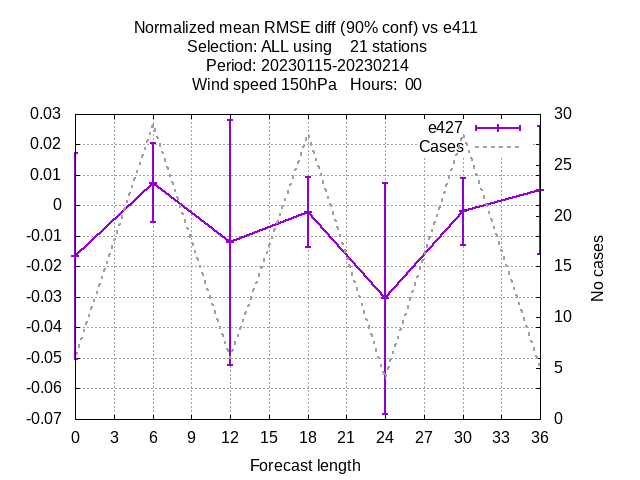 Normalized mean RMSE diff (90% conf) vs e411
Selection: ALL using 21 stations
Period: 20230115-20230214
Wind speed 150hPa Hours: 00
e427
Cases
0.03
0.02
0.01
0
-0.01
-0.02
-0.03
-0.04
-0.05
-0.06
-0.07
30
25
20
15
10
5
0
No cases
0 3 6 9 12 15 18 21 24 27 30 33 36
Forecast length